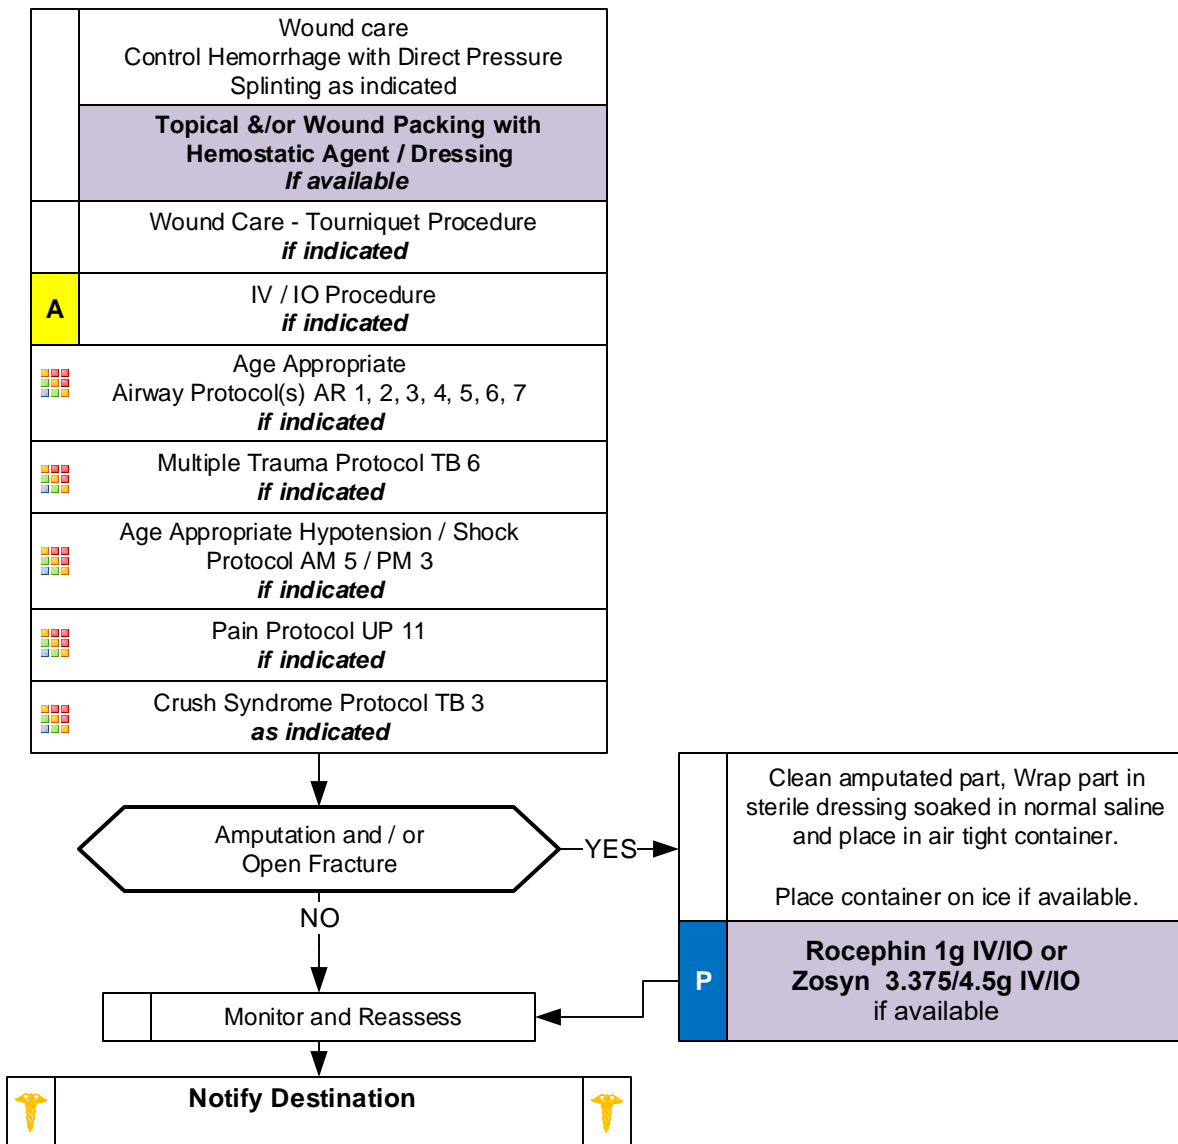 Wound care
Control Hemorrhage with Direct Pressure
Splinting as indicated
Topical &/or Wound Packing with
Hemostatic Agent / Dressing
If available
Wound Care - Tourniquet Procedure
if indicated
A
IV / IO Procedure
if indicated
Age Appropriate
Airway Protocol(s) AR 1, 2, 3, 4, 5, 6, 7
if indicated
Multiple Trauma Protocol TB 6
if indicated
Age Appropriate Hypotension / Shock
Protocol AM 5 / PM 3
if indicated
Pain Protocol UP 11
if indicated
Crush Syndrome Protocol TB 3
as indicated
Amputation and / or
Open Fracture
YES
Clean amputated part, Wrap part in
sterile dressing soaked in normal saline
and place in air tight container.
Place container on ice if available.
P
Rocephin 1g IV/IO or
Zosyn 3.375/4.5g IV/IO
if available
NO
Monitor and Reassess
Notify Destination